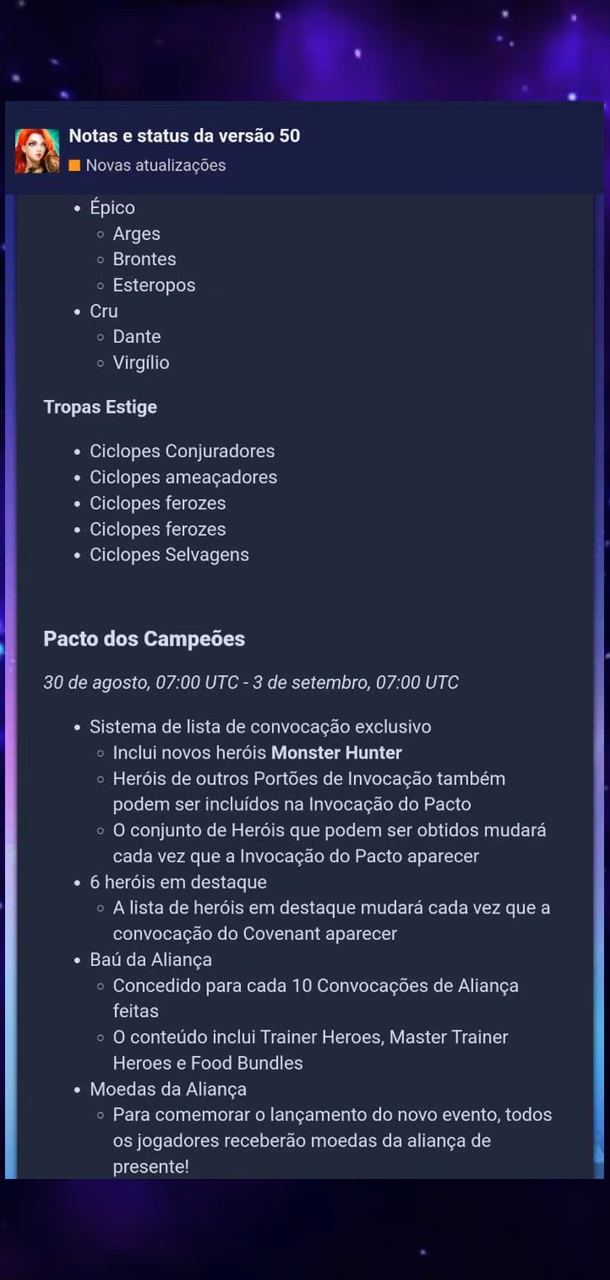 Notas e status da versão 50
Novas atualizações
• Épico
○ Arges
○ Brontes
○ Esteropos
• Cru
○ Dante
○ Virgílio
Tropas Estige
• Ciclopes Conjuradores
• Ciclopes ameaçadores
• Ciclopes ferozes
• Ciclopes ferozes
• Ciclopes Selvagens
Pacto dos Campeões
30 de agosto, 07:00 UTC - 3 de setembro, 07:00 UTC
• Sistema de lista de convocação exclusivo
○ Inclui novos heróis Monster Hunter
○ Heróis de outros Portões de Invocação também
podem ser incluídos na Invocação do Pacto
○ O conjunto de Heróis que podem ser obtidos mudará
cada vez que a Invocação do Pacto aparecer
• 6 heróis em destaque
○ A lista de heróis em destaque mudará cada vez que a
convocação do Covenant aparecer
• Baú da Aliança
○ Concedido para cada 10 Convocações de Aliança
feitas
○ O conteúdo inclui Trainer Heroes, Master Trainer
Heroes e Food Bundles
• Moedas da Aliança
○ Para comemorar o lançamento do novo evento, todos
os jogadores receberão moedas da aliança de
presente!